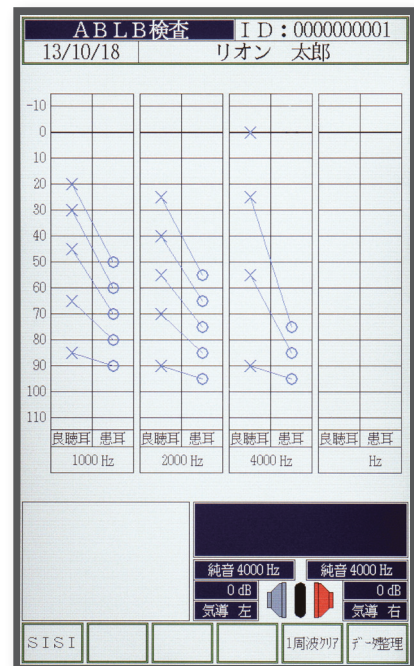 ABLB検査 ID:0000000001
13/10/18 リオン 太郎
-10
0
10
20
30
40
50
60
70
80
90
100
110
良聴耳 患耳 良聴耳 患耳 良聴耳 患耳 良聴耳 患耳
1000 Hz 2000 Hz 4000 Hz Hz
純音 4000 Hz 純音 4000 Hz
0 dB 0 dB
気導 左 気導 右
SISI 1周波クリア データ整理